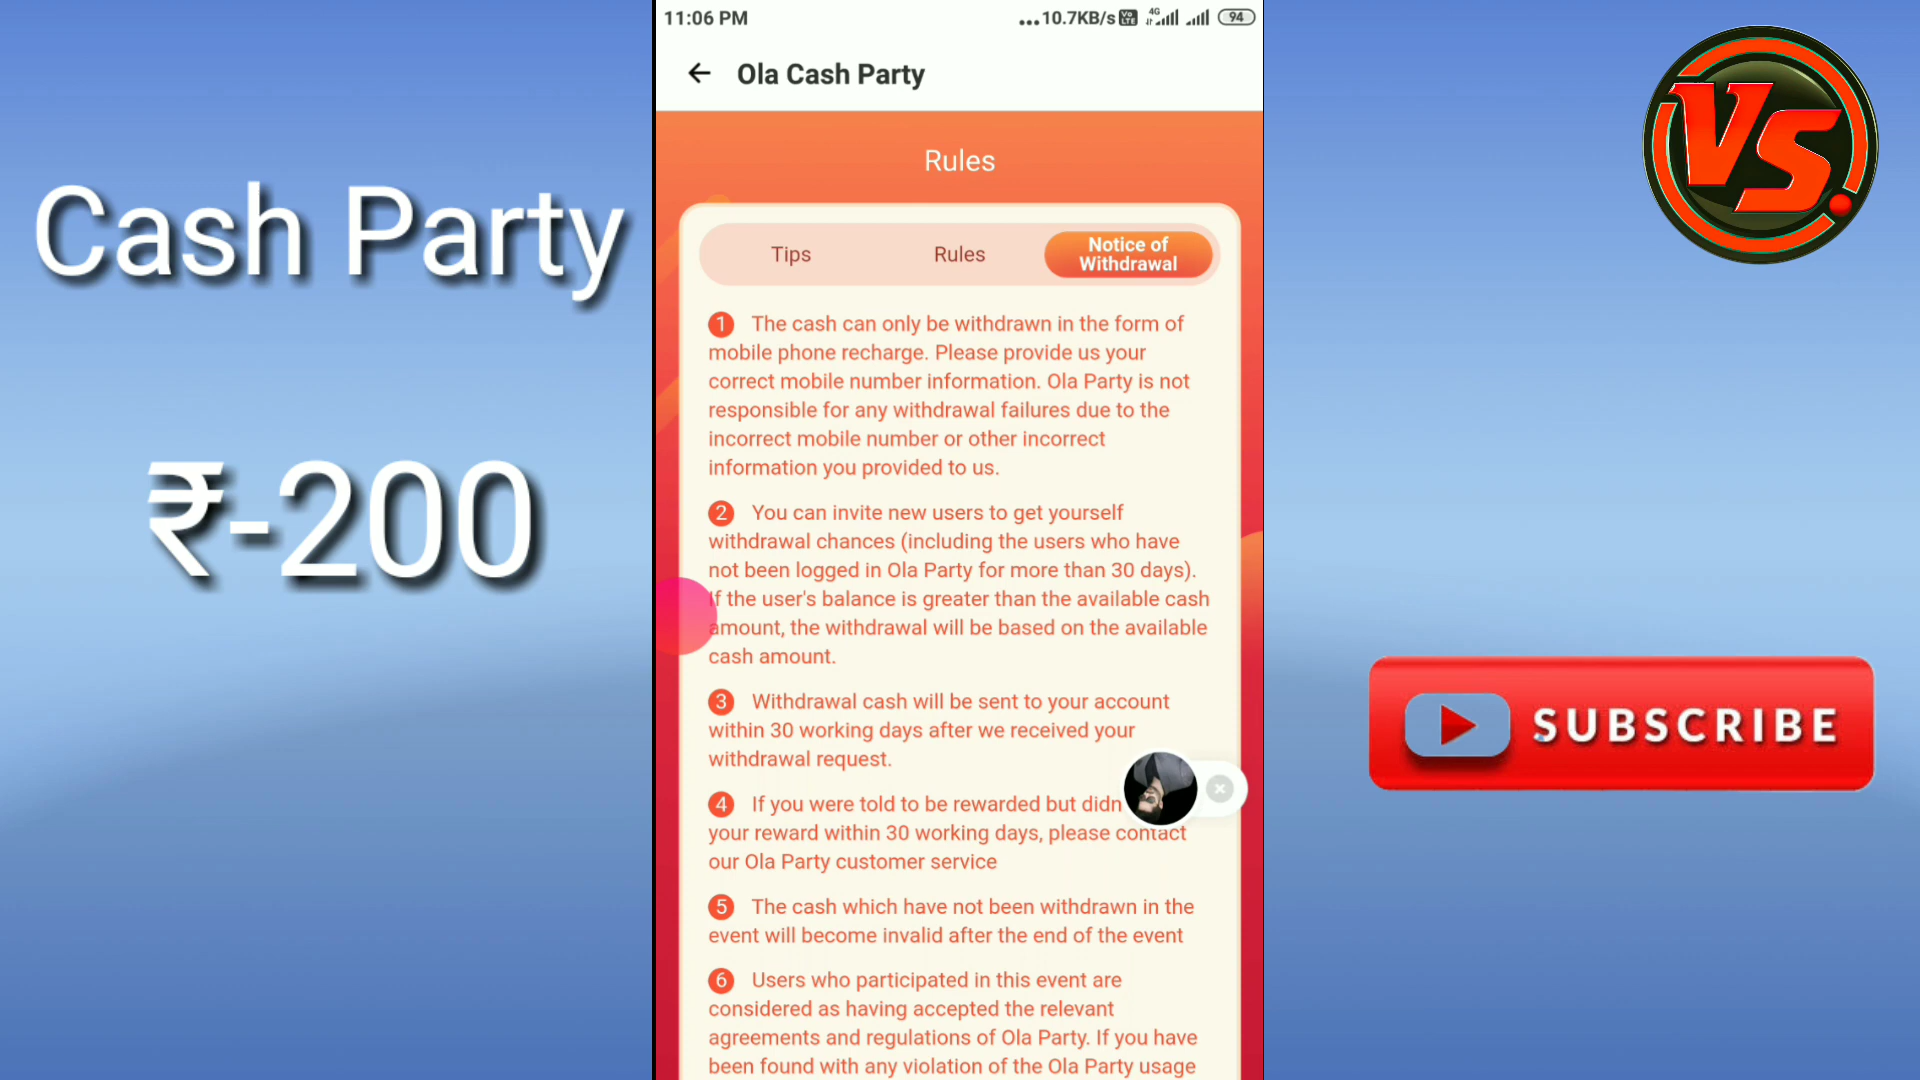 Cash Party
₹-200
11:06 PM
...10.7KB/s Vo LTE 4G 94
Ola Cash Party
Rules
Tips Rules Notice of
Withdrawal
1 The cash can only be withdrawn in the form of
mobile phone recharge. Please provide us your
correct mobile number information. Ola Party is not
responsible for any withdrawal failures due to the
incorrect mobile number or other incorrect
information you provided to us.
2 You can invite new users to get yourself
withdrawal chances (including the users who have
not been logged in Ola Party for more than 30 days).
If the user's balance is greater than the available cash
amount, the withdrawal will be based on the available
cash amount.
3 Withdrawal cash will be sent to your account
within 30 working days after we received your
withdrawal request.
4 If you were told to be rewarded but didn
your reward within 30 working days, please contact
our Ola Party customer service
5 The cash which have not been withdrawn in the
event will become invalid after the end of the event
6 Users who participated in this event are
considered as having accepted the relevant
agreements and regulations of Ola Party. If you have
been found with any violation of the Ola Party usage
VS.
SUBSCRIBE